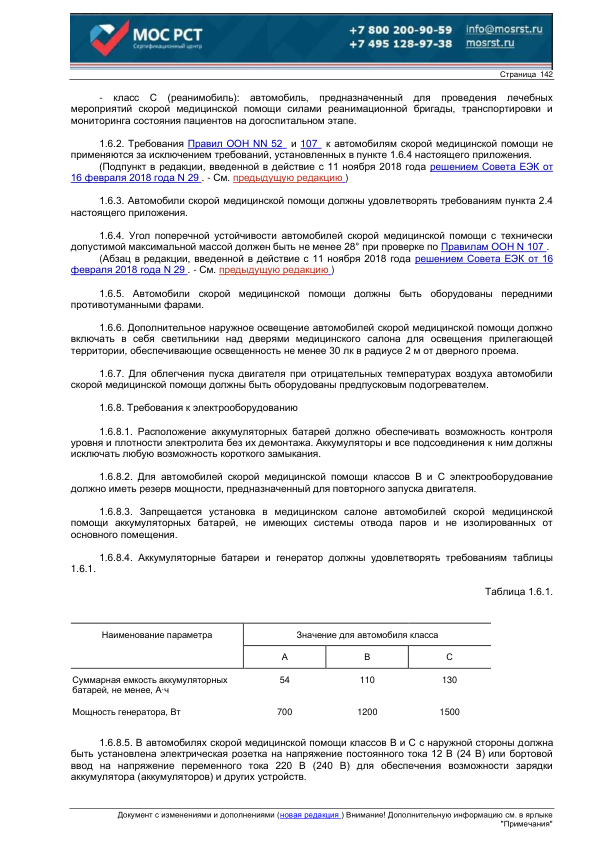 МОС РСТ
Сертификационный центр
+7 800 200-90-59
+7 495 128-97-38
info@mosrst.ru
mosrst.ru
Страница 142
- класс С (реанимобиль): автомобиль, предназначенный для проведения лечебных
мероприятий скорой медицинской помощи силами реанимационной бригады, транспортировки и
мониторинга состояния пациентов на догоспитальном этапе.
1.6.2. Требования Правил ООН NN 52 и 107 к автомобилям скорой медицинской помощи не
применяются за исключением требований, установленных в пункте 1.6.4 настоящего приложения.
(Подпункт в редакции, введенной в действие с 11 ноября 2018 года решением Совета ЕЭК от
16 февраля 2018 года N 29 . - См. предыдущую редакцию )
1.6.3. Автомобили скорой медицинской помощи должны удовлетворять требованиям пункта 2.4
настоящего приложения.
1.6.4. Угол поперечной устойчивости автомобилей скорой медицинской помощи с технически
допустимой максимальной массой должен быть не менее 28° при проверке по Правилам ООН N 107 .
(Абзац в редакции, введенной в действие с 11 ноября 2018 года решением Совета ЕЭК от 16
февраля 2018 года N 29 . - См. предыдущую редакцию )
1.6.5. Автомобили скорой медицинской помощи должны быть оборудованы передними
противотуманными фарами.
1.6.6. Дополнительное наружное освещение автомобилей скорой медицинской помощи должно
включать в себя светильники над дверями медицинского салона для освещения прилегающей
территории, обеспечивающие освещенность не менее 30 лк в радиусе 2 м от дверного проема.
1.6.7. Для облегчения пуска двигателя при отрицательных температурах воздуха автомобили
скорой медицинской помощи должны быть оборудованы предпусковым подогревателем.
1.6.8. Требования к электрооборудованию
1.6.8.1. Расположение аккумуляторных батарей должно обеспечивать возможность контроля
уровня и плотности электролита без их демонтажа. Аккумуляторы и все подсоединения к ним должны
исключать любую возможность короткого замыкания.
1.6.8.2. Для автомобилей скорой медицинской помощи классов В и С электрооборудование
должно иметь резерв мощности, предназначенный для повторного запуска двигателя.
1.6.8.3. Запрещается установка в медицинском салоне автомобилей скорой медицинской
помощи аккумуляторных батарей, не имеющих системы отвода паров и не изолированных от
основного помещения.
1.6.8.4. Аккумуляторные батареи и генератор должны удовлетворять требованиям таблицы
1.6.1.
Таблица 1.6.1.
Наименование параметра
Значение для автомобиля класса
А В С
Суммарная емкость аккумуляторных
батарей, не менее, А·ч
54 110 130
Мощность генератора, Вт 700 1200 1500
1.6.8.5. В автомобилях скорой медицинской помощи классов В и С с наружной стороны должна
быть установлена электрическая розетка на напряжение постоянного тока 12 В (24 В) или бортовой
ввод на напряжение переменного тока 220 В (240 В) для обеспечения возможности зарядки
аккумулятора (аккумуляторов) и других устройств.
Документ с изменениями и дополнениями (новая редакция ) Внимание! Дополнительную информацию см. в ярлыке
"Примечания"